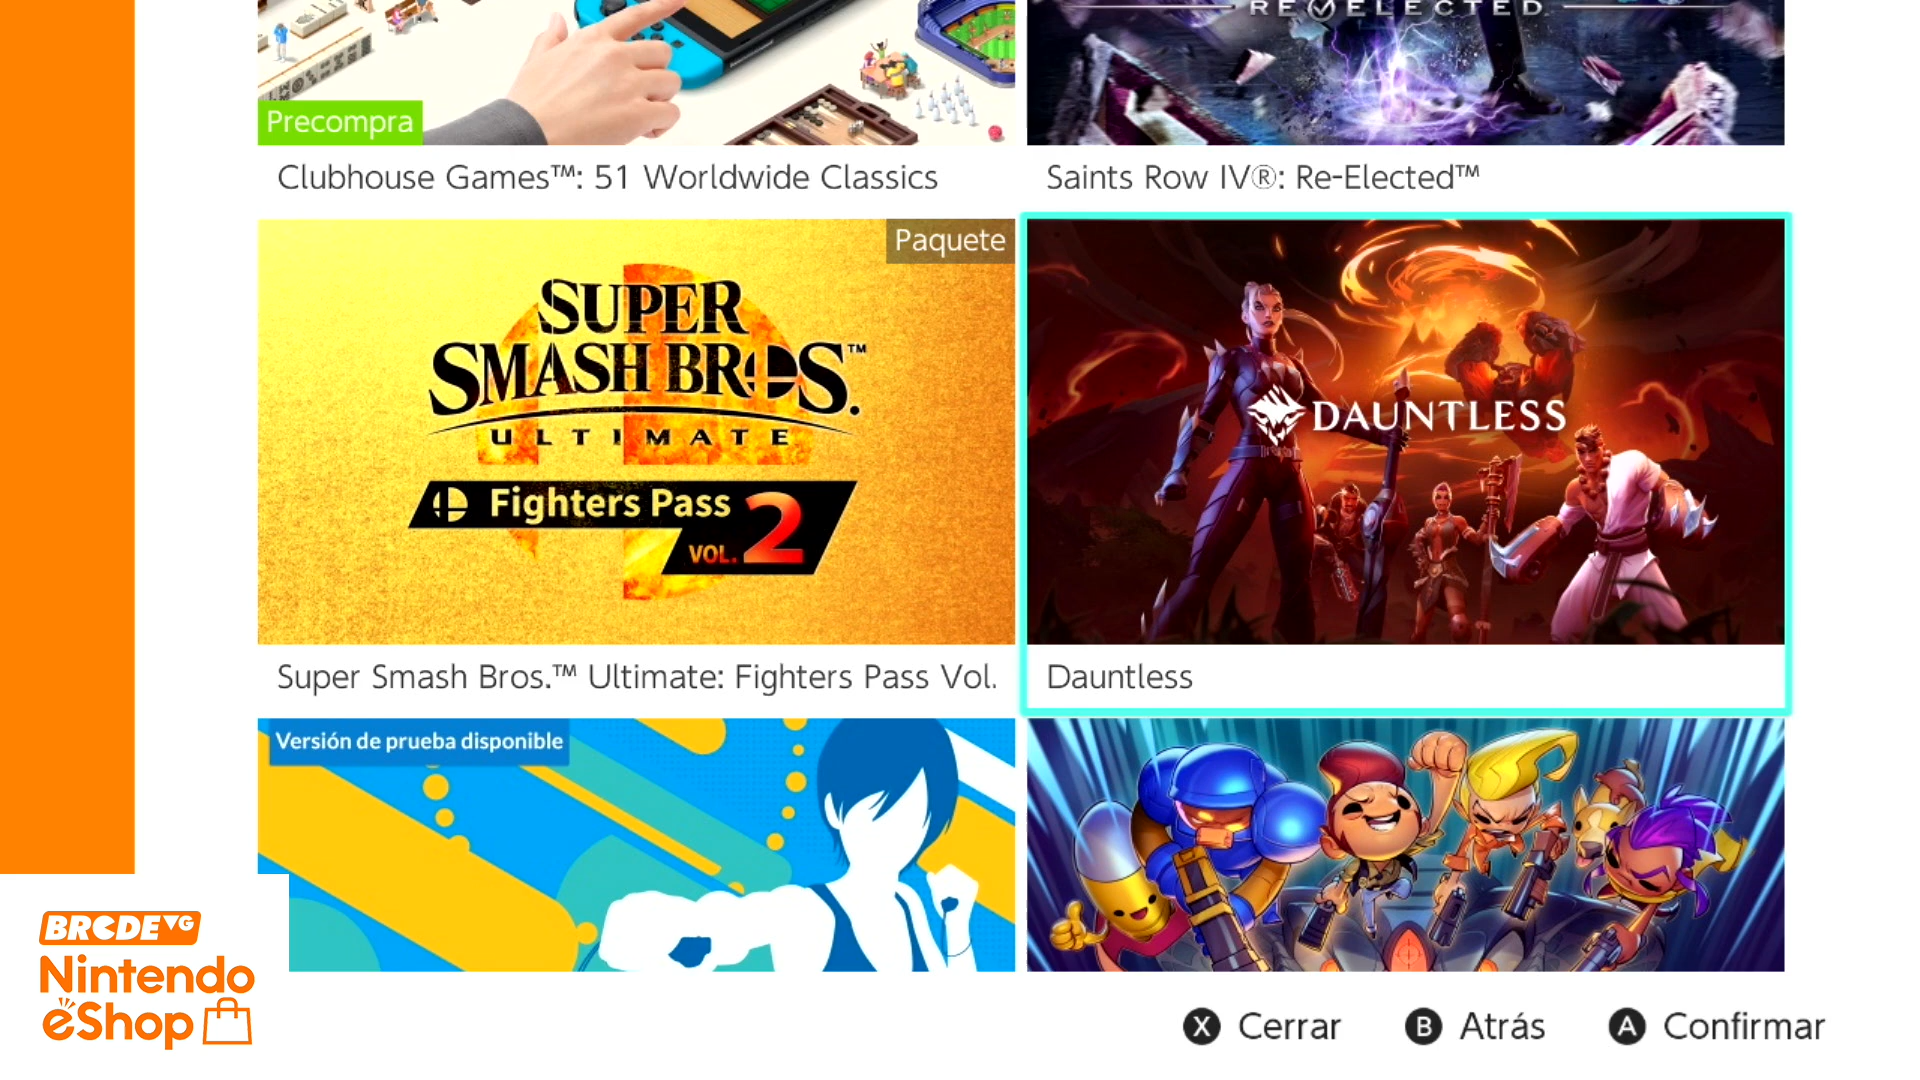 RE ELECTED
Precompra
Clubhouse Games™: 51 Worldwide Classics
Saints Row IV®: Re-Elected™
Paquete
SUPER
SMASH BROS.™
ULTIMATE
Fighters Pass
VOL. 2
DAUNTLESS
Super Smash Bros.™ Ultimate: Fighters Pass Vol.
Dauntless
Versión de prueba disponible
BRCDEVG
Nintendo
eShop
X Cerrar
B Atrás
A Confirmar